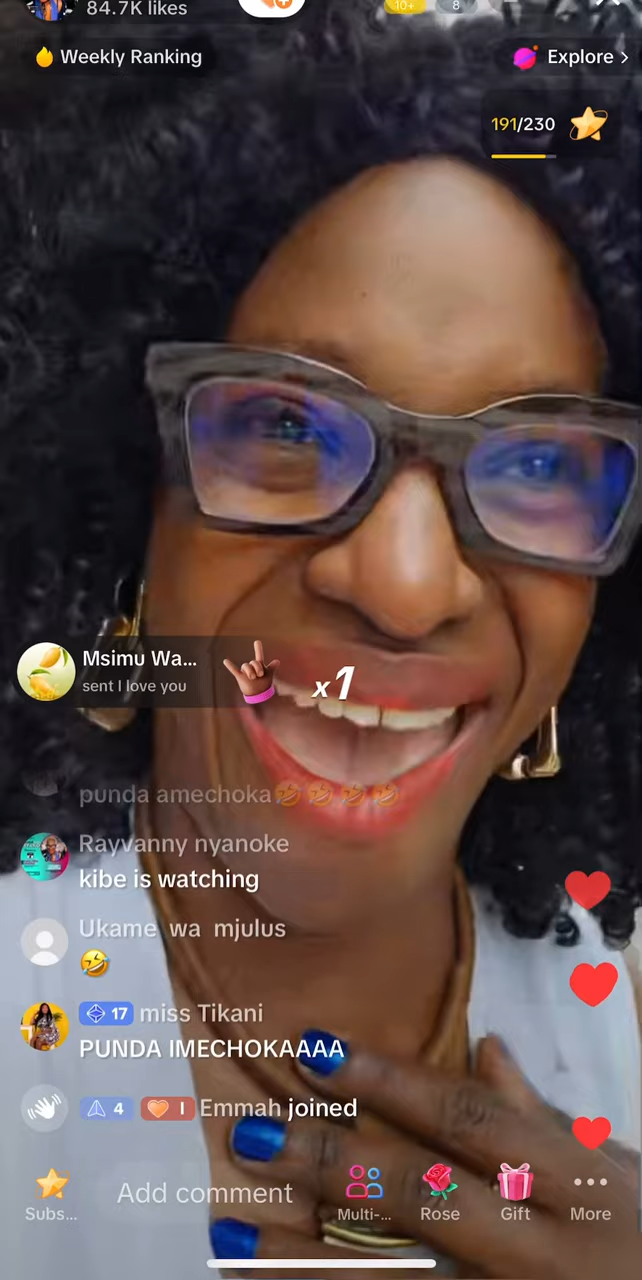 84.7K likes
10+
8
Weekly Ranking
Explore >
191/230
Msimu Wa...
sent I love you
x1
punda amechoka🤣🤣🤣🤣
Rayvanny nyanoke
kibe is watching
Ukame wa mjulus
🤣
17 miss Tikani
PUNDA IMECHOKAAAA
4 I Emmah joined
Add comment
Subs...
Multi-...
Rose
Gift
More